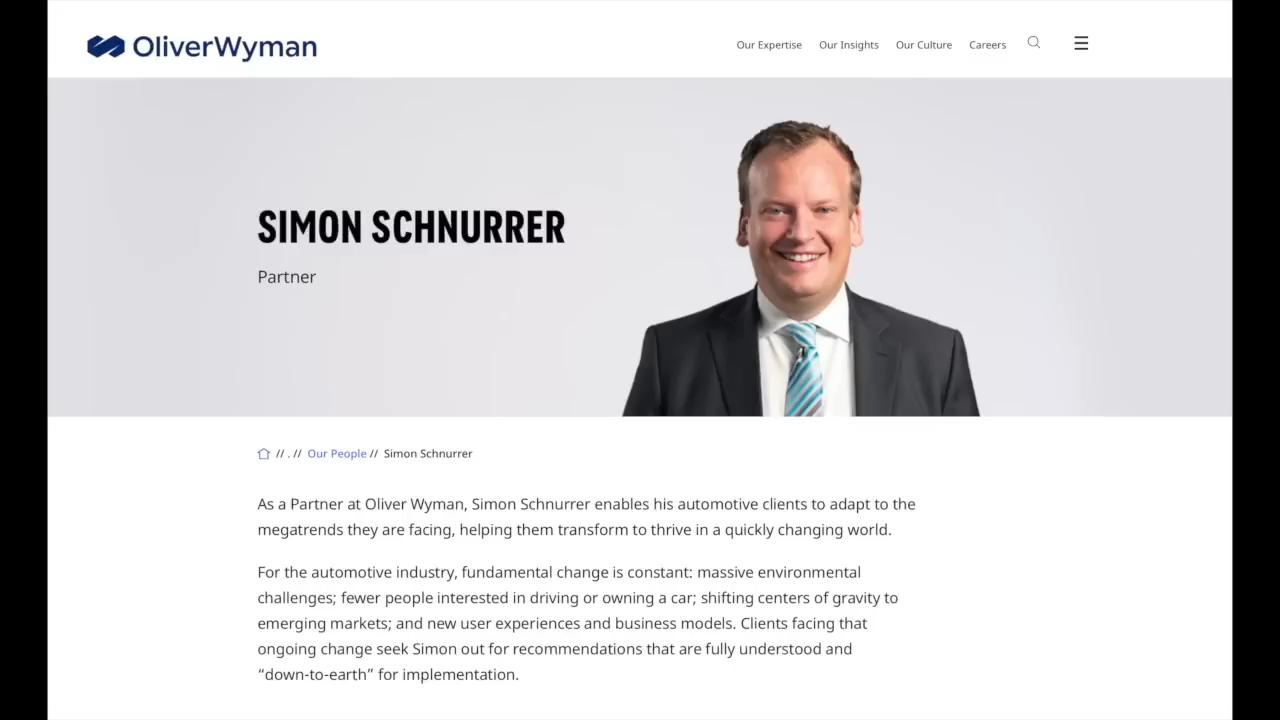 OliverWyman
Our Expertise Our Insights Our Culture Careers
SIMON SCHNURRER
Partner
// . // Our People // Simon Schnurrer
As a Partner at Oliver Wyman, Simon Schnurrer enables his automotive clients to adapt to the
megatrends they are facing, helping them transform to thrive in a quickly changing world.
For the automotive industry, fundamental change is constant: massive environmental
challenges; fewer people interested in driving or owning a car; shifting centers of gravity to
emerging markets; and new user experiences and business models. Clients facing that
ongoing change seek Simon out for recommendations that are fully understood and
“down-to-earth” for implementation.